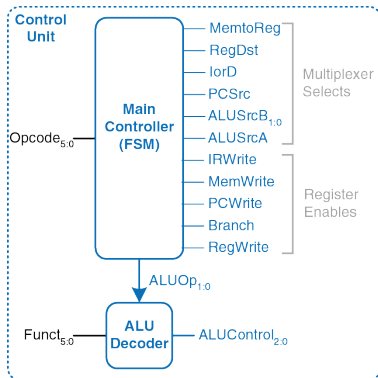 Control
Unit
MemtoReg
RegDst
IorD
PCSrc
ALUSrcB1:0
ALUSrcA
Multiplexer
Selects
Main
Controller
(FSM)
Opcode5:0
IRWrite
MemWrite
PCWrite
Branch
RegWrite
Register
Enables
ALUOp1:0
ALU
Decoder
Funct5:0
ALUControl2:0